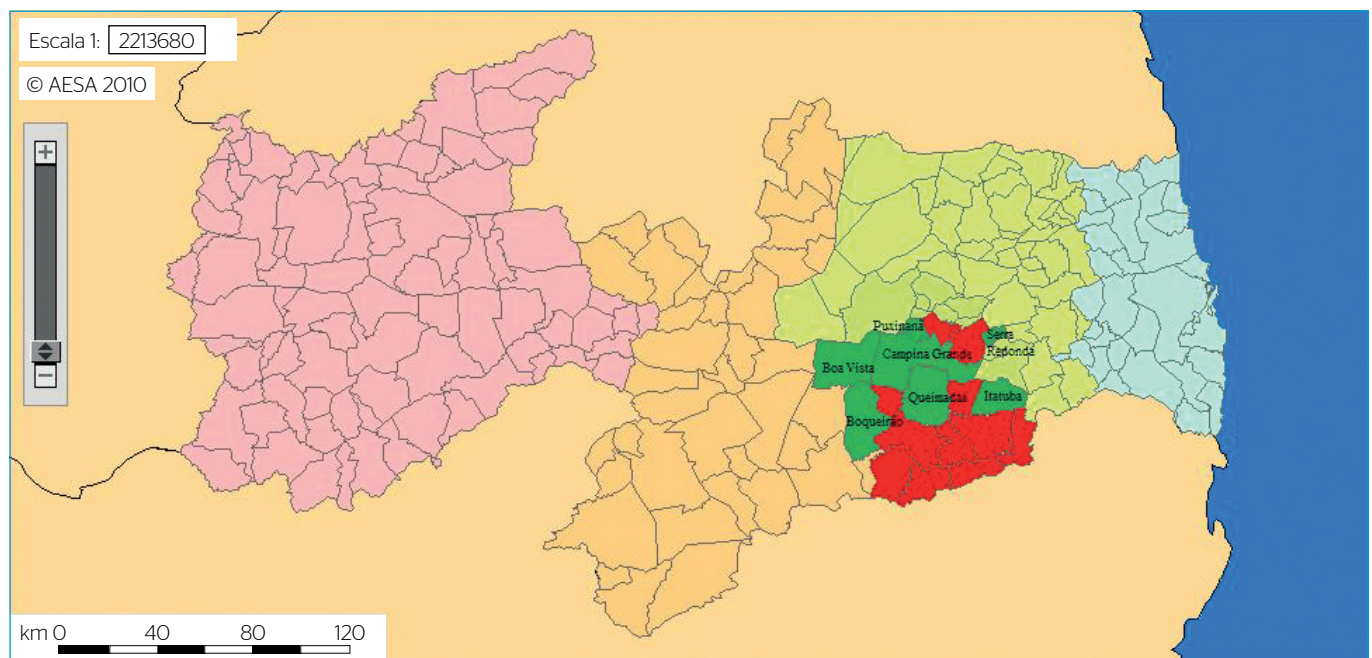 Escala 1: 2213680
© AESA 2010
+
−
Puxinanã
Serra
Redonda
Campina Grande
Boa Vista
Queimadas
Itatuba
Boqueirão
km 0 40 80 120